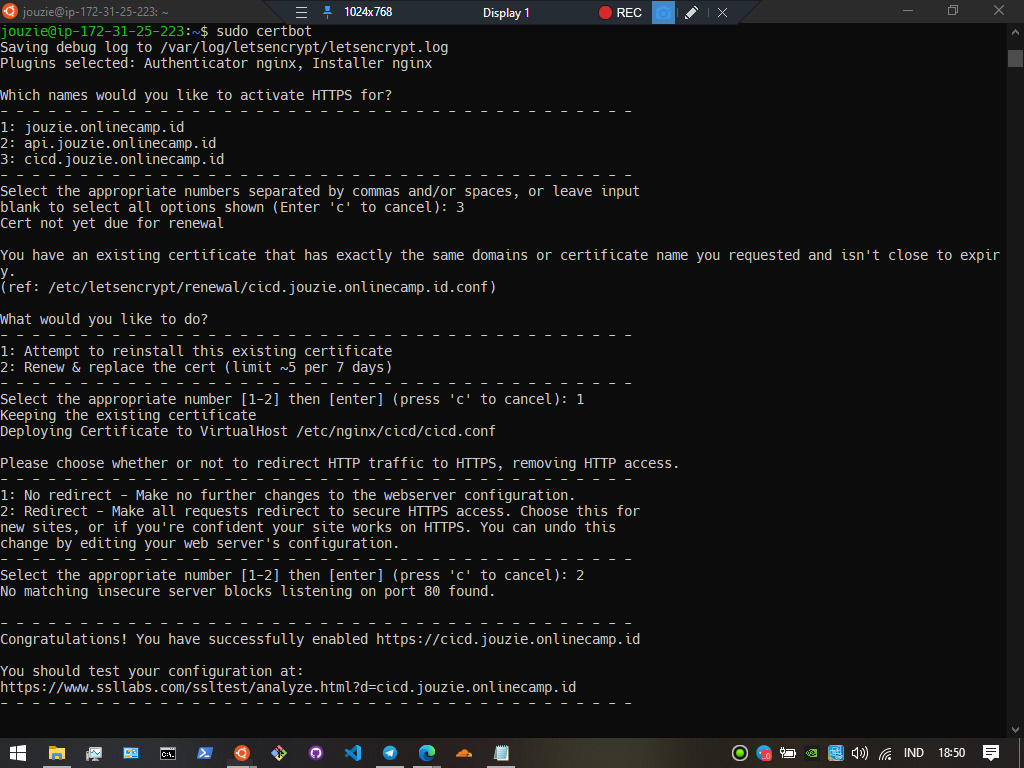 jouzie@ip-172-31-25-223: ~
1024x768
Display 1
REC
jouzie@ip-172-31-25-223:~$ sudo certbot
Saving debug log to /var/log/letsencrypt/letsencrypt.log
Plugins selected: Authenticator nginx, Installer nginx
Which names would you like to activate HTTPS for?
- - - - - - - - - - - - - - - - - - - - - - - - - - - - - - - - - - - - - - - -
1: jouzie.onlinecamp.id
2: api.jouzie.onlinecamp.id
3: cicd.jouzie.onlinecamp.id
- - - - - - - - - - - - - - - - - - - - - - - - - - - - - - - - - - - - - - - -
Select the appropriate numbers separated by commas and/or spaces, or leave input
blank to select all options shown (Enter 'c' to cancel): 3
Cert not yet due for renewal
You have an existing certificate that has exactly the same domains or certificate name you requested and isn't close to expir
y.
(ref: /etc/letsencrypt/renewal/cicd.jouzie.onlinecamp.id.conf)
What would you like to do?
- - - - - - - - - - - - - - - - - - - - - - - - - - - - - - - - - - - - - - - -
1: Attempt to reinstall this existing certificate
2: Renew & replace the cert (limit ~5 per 7 days)
- - - - - - - - - - - - - - - - - - - - - - - - - - - - - - - - - - - - - - - -
Select the appropriate number [1-2] then [enter] (press 'c' to cancel): 1
Keeping the existing certificate
Deploying Certificate to VirtualHost /etc/nginx/cicd/cicd.conf
Please choose whether or not to redirect HTTP traffic to HTTPS, removing HTTP access.
- - - - - - - - - - - - - - - - - - - - - - - - - - - - - - - - - - - - - - - -
1: No redirect - Make no further changes to the webserver configuration.
2: Redirect - Make all requests redirect to secure HTTPS access. Choose this for
new sites, or if you're confident your site works on HTTPS. You can undo this
change by editing your web server's configuration.
- - - - - - - - - - - - - - - - - - - - - - - - - - - - - - - - - - - - - - - -
Select the appropriate number [1-2] then [enter] (press 'c' to cancel): 2
No matching insecure server blocks listening on port 80 found.
- - - - - - - - - - - - - - - - - - - - - - - - - - - - - - - - - - - - - - - -
Congratulations! You have successfully enabled https://cicd.jouzie.onlinecamp.id
You should test your configuration at:
https://www.ssllabs.com/ssltest/analyze.html?d=cicd.jouzie.onlinecamp.id
- - - - - - - - - - - - - - - - - - - - - - - - - - - - - - - - - - - - - - - -
IND
18:50